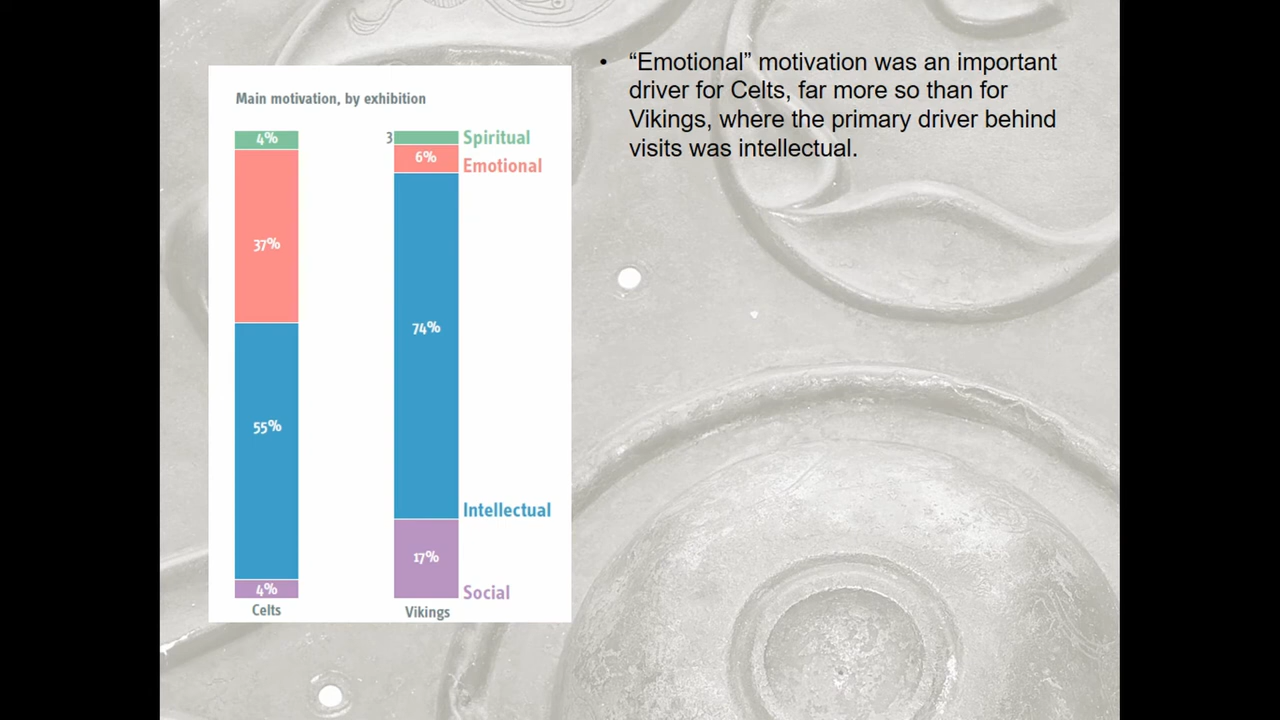 Main motivation, by exhibition
4%
37%
55%
4%
Celts
3
6%
74%
17%
Vikings
Spiritual
Emotional
Intellectual
Social
• “Emotional” motivation was an important
driver for Celts, far more so than for
Vikings, where the primary driver behind
visits was intellectual.